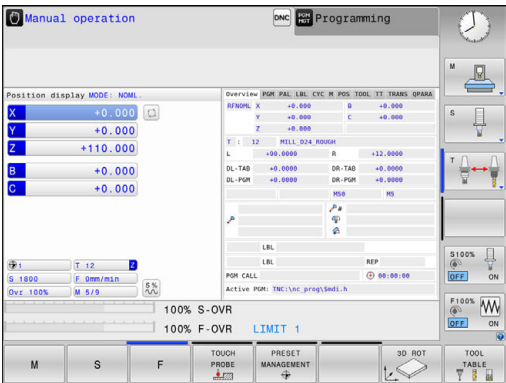 Manual operation
DNC
Programming
Position display MODE: NOML.
X +0.000
Y +0.000
Z +110.000
B +0.000
C +0.000
1
T 12 Z
S 1800 F 0mm/min
Ovr 100% M 5/9
S %
Overview PGM PAL LBL CYC M POS TOOL TT TRANS QPARA
RFNOML X +0.000 B +0.000
Y +0.000 C +0.000
Z +0.000
T : 12 MILL_D24_ROUGH
L +90.0000 R +12.0000
DL-TAB +0.0000 DR-TAB +0.0000
DL-PGM +0.0000 DR-PGM +0.0000
M50 M5
P#
LBL
LBL REP
PGM CALL 00:00:00
Active PGM: TNC:\nc_prog\$mdi.h
100% S-OVR
100% F-OVR LIMIT 1
M
S
T
S100%
OFF ON
F100%
OFF ON
M
S
F
TOUCH PROBE
PRESET MANAGEMENT
3D ROT
TOOL TABLE